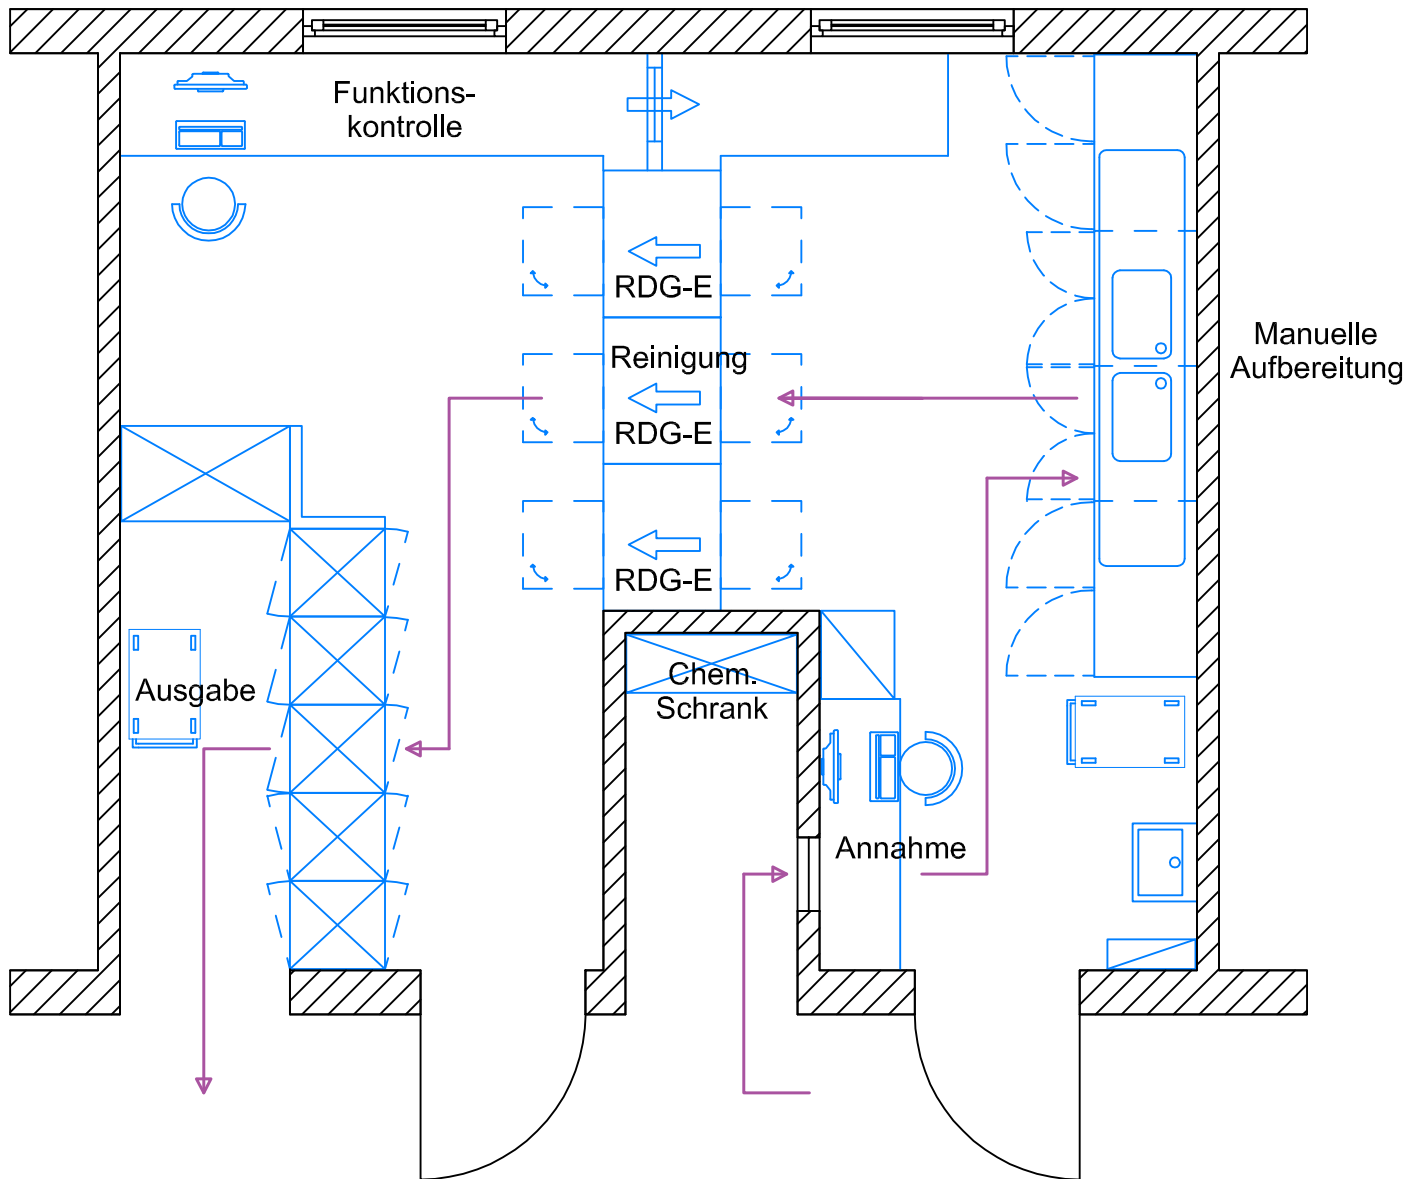 Funktions-
kontrolle
RDG-E
Reinigung
RDG-E
Manuelle
Aufbereitung
RDG-E
Ausgabe
Chem.
Schrank
Annahme